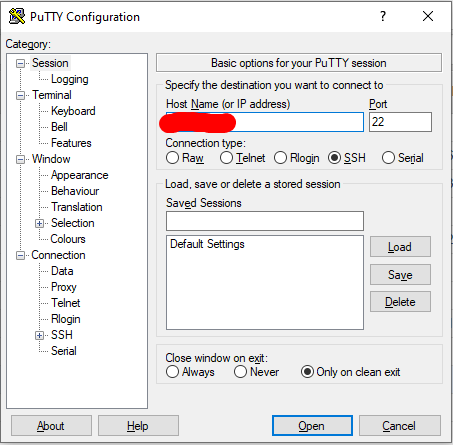 PuTTY Configuration
?
Category:
Session
Logging
Terminal
Keyboard
Bell
Features
Window
Appearance
Behaviour
Translation
Selection
Colours
Connection
Data
Proxy
Telnet
Rlogin
SSH
Serial
Basic options for your PuTTY session
Specify the destination you want to connect to
Host Name (or IP address) Port
22
Connection type:
Raw Telnet Rlogin SSH Serial
Load, save or delete a stored session
Saved Sessions
Default Settings
Load
Save
Delete
Close window on exit:
Always Never Only on clean exit
About Help Open Cancel